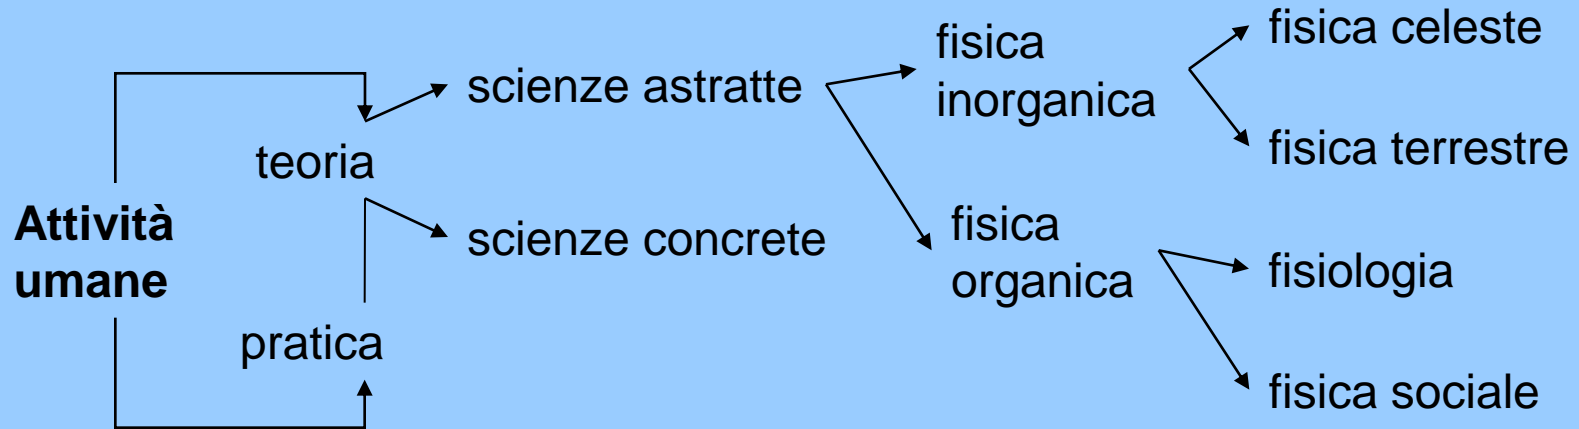 Attività
umane
teoria
pratica
scienze astratte
scienze concrete
fisica
inorganica
fisica
organica
fisica celeste
fisica terrestre
fisiologia
fisica sociale